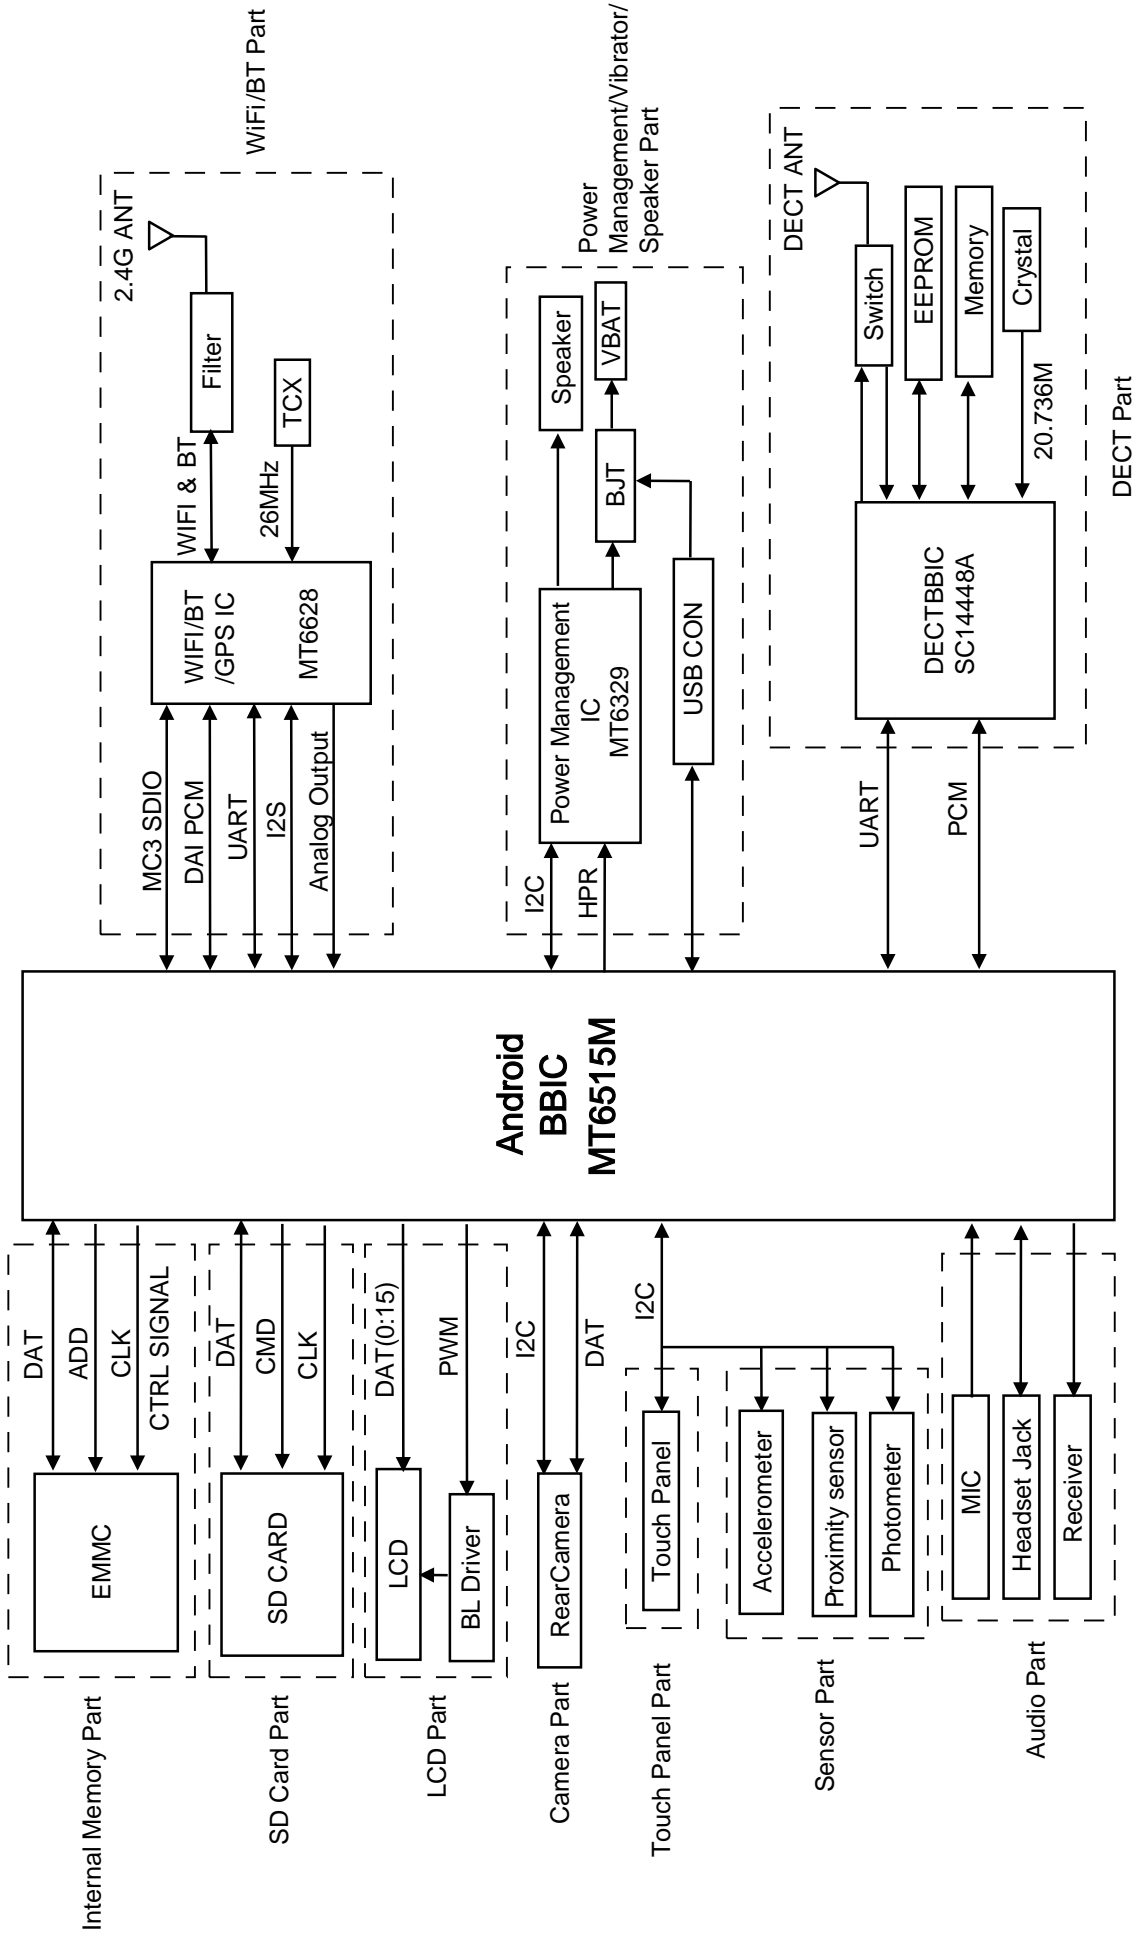 Internal Memory Part
EMMC
DAT
ADD
CLK
CTRL SIGNAL
SD Card Part
SD CARD
DAT
CMD
CLK
LCD Part
LCD
BL Driver
DAT(0:15)
PWM
Camera Part
RearCamera
I2C
DAT
Touch Panel Part
Touch Panel
I2C
Sensor Part
Accelerometer
Proximity sensor
Photometer
Audio Part
MIC
Headset Jack
Receiver
Android
BBIC
MT6515M
MC3 SDIO
DAI PCM
UART
I2S
Analog Output
WIFI/BT
/GPS IC
MT6628
WIFI & BT
26MHz
Filter
TCX
2.4G ANT
WiFi/BT Part
I2C
HPR
Power Management
IC
MT6329
USB CON
BJT
Speaker
VBAT
Power
Management/Vibrator/
Speaker Part
UART
PCM
DECTBBIC
SC14448A
Switch
EEPROM
Memory
Crystal
20.736M
DECT ANT
DECT Part